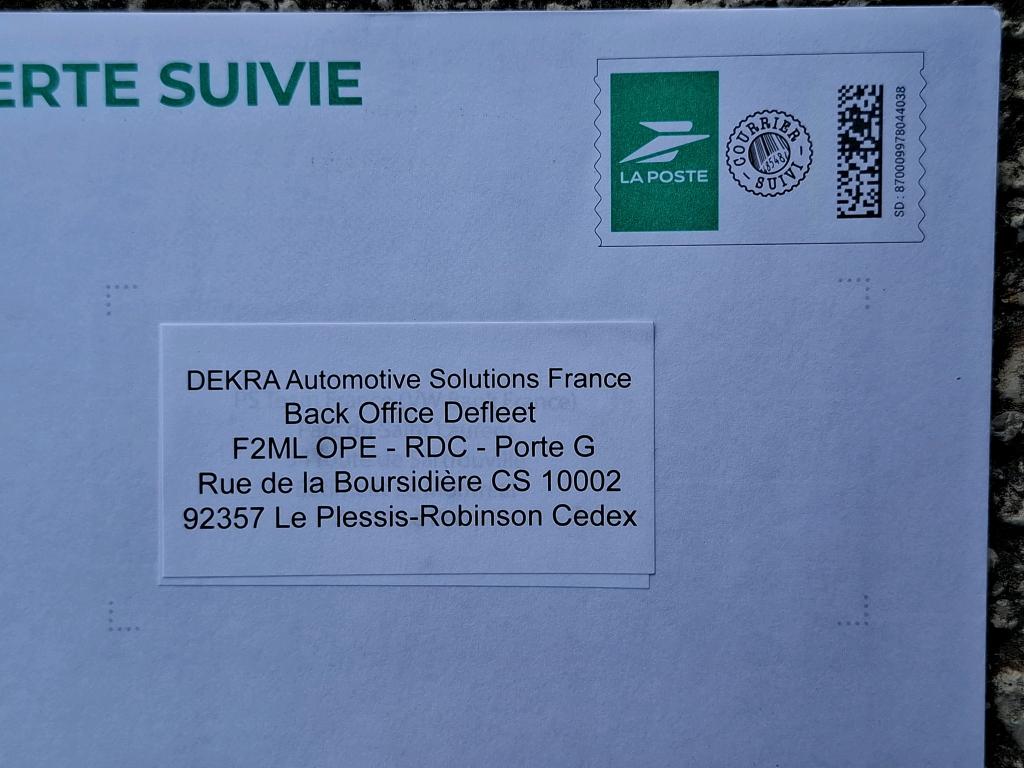 ERTE SUIVIE
LA POSTE
COURRIER
SUIVI
SD : 870009978044038
DEKRA Automotive Solutions France
Back Office Defleet
F2ML OPE - RDC - Porte G
Rue de la Boursidière CS 10002
92357 Le Plessis-Robinson Cedex